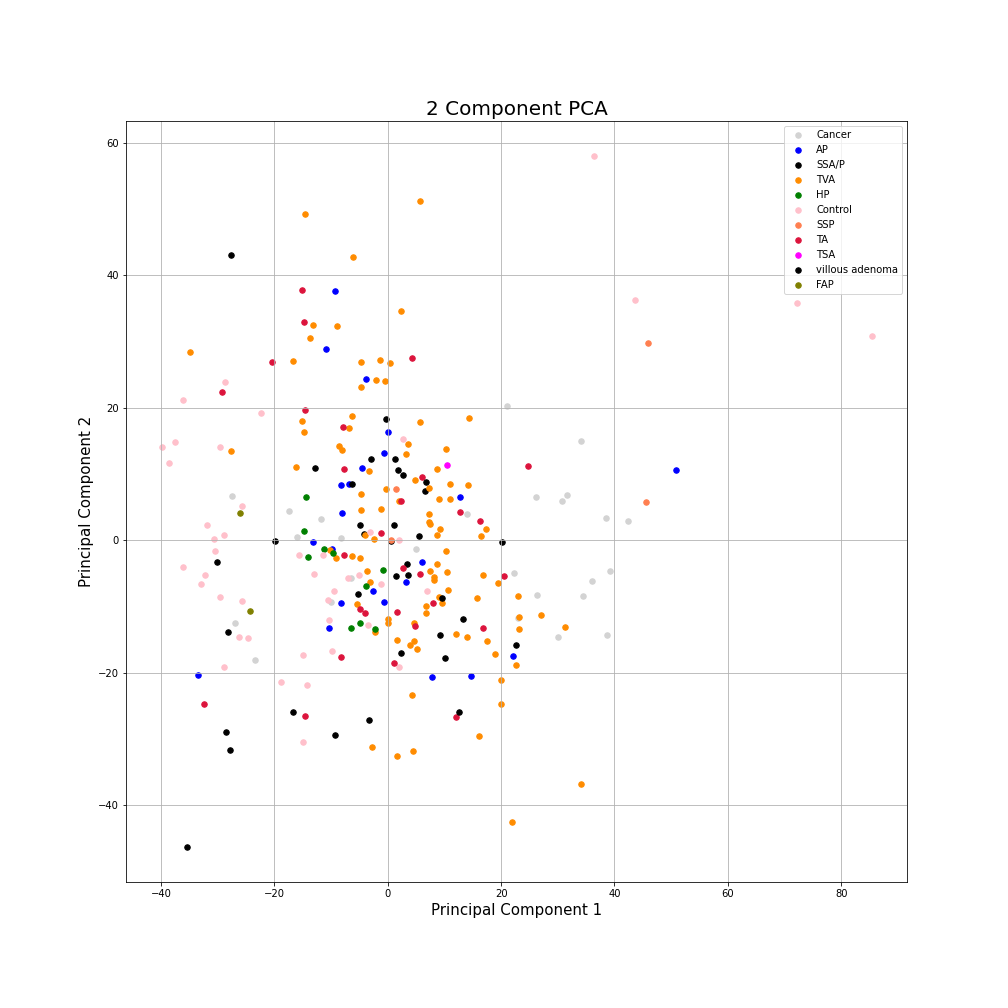 2 Component PCA
Cancer
AP
SSA/P
TVA
HP
Control
SSP
TA
TSA
villous adenoma
FAP
60
40
20
0
−20
−40
Principal Component 2
−40
−20
0
20
40
60
80
Principal Component 1